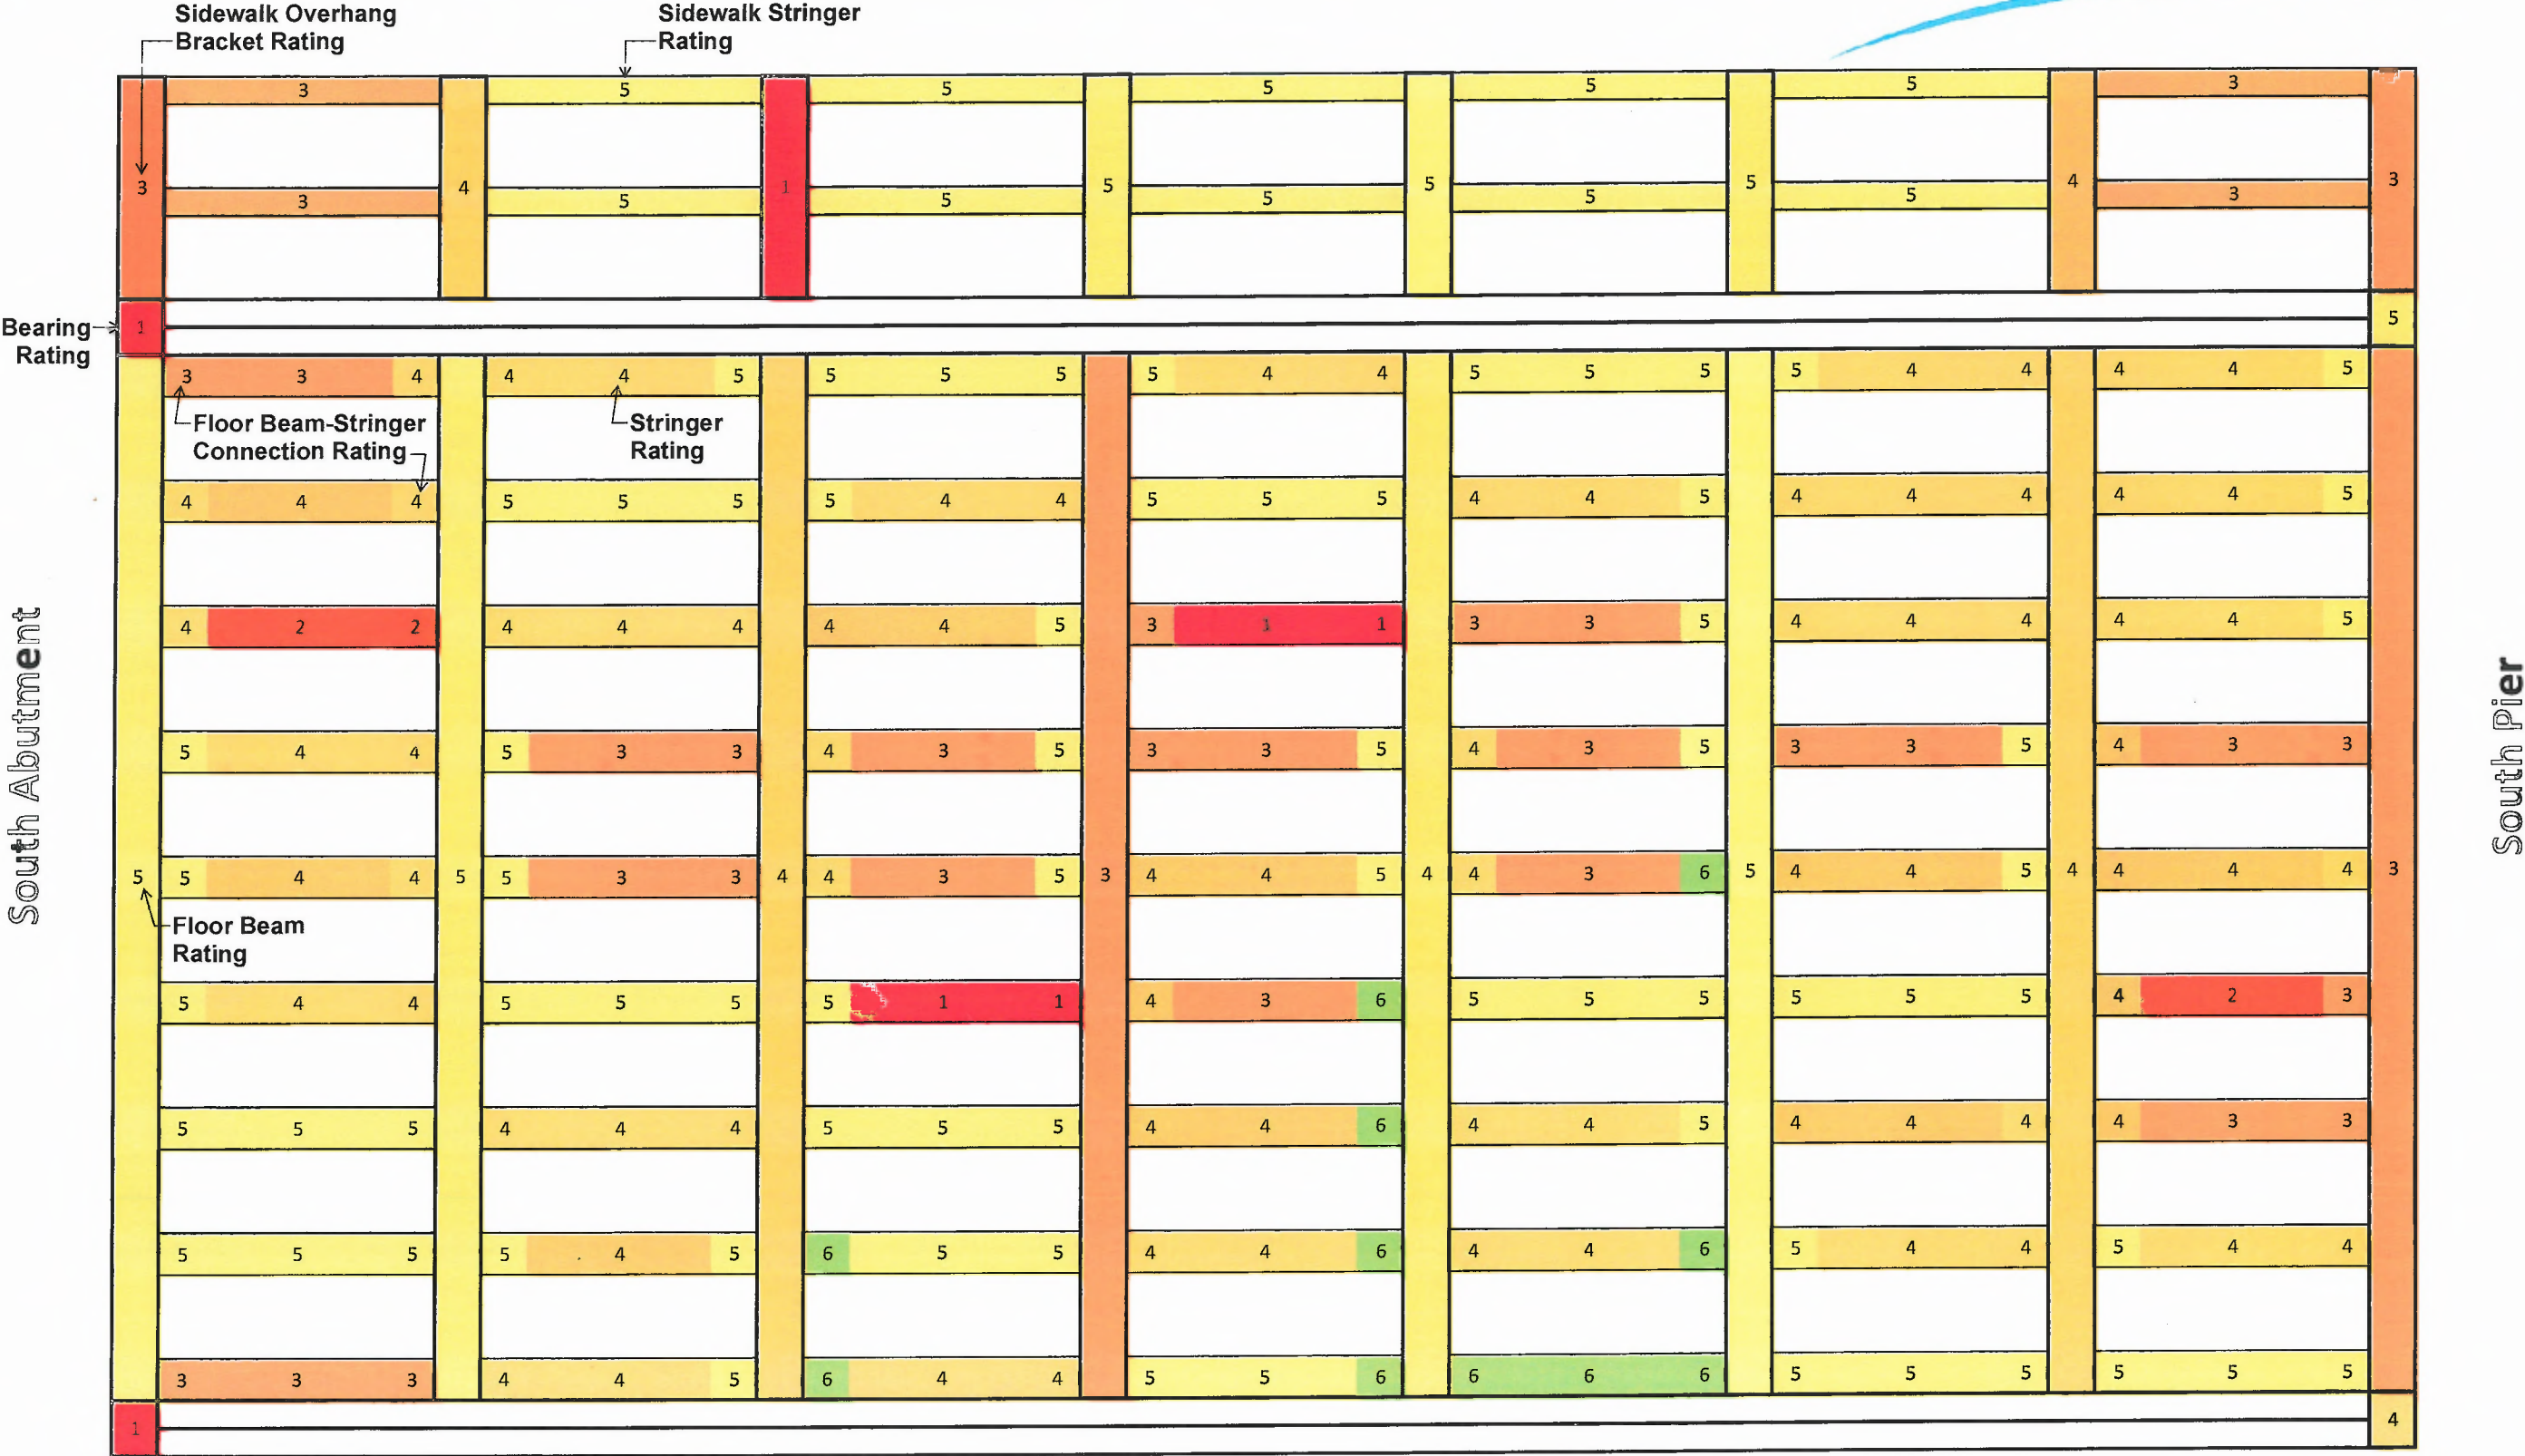 Sidewalk Overhang
Bracket Rating
Sidewalk Stringer
Rating
3 5 5 5 5 5 3
3 4 1 5 5 5 4 3
3 5 5 5 5 5 3
Bearing
Rating
1 5
3 3 4 4 4 5 5 5 5 5 4 4 5 5 5 5 4 4 4 4 5
Floor Beam-Stringer
Connection Rating
Stringer
Rating
4 4 4 5 5 5 5 4 4 5 5 5 4 4 5 4 4 4 4 4 5
4 2 2 4 4 4 4 4 5 3 1 1 3 3 5 4 4 4 4 4 5
5 4 4 5 3 3 4 3 5 3 3 5 4 3 5 3 3 5 4 3 3
5 5 4 4 5 5 3 3 4 4 3 5 3 4 4 5 4 4 3 6 5 4 4 5 4 4 4 4 3
Floor Beam
Rating
5 4 4 5 5 5 5 1 1 4 3 6 5 5 5 5 5 5 4 2 3
5 5 5 4 4 4 5 5 5 4 4 6 4 4 5 4 4 4 4 3 3
5 5 5 5 4 5 6 5 5 4 4 6 4 4 6 5 4 4 5 4 4
3 3 3 4 4 5 6 4 4 5 5 6 6 6 6 5 5 5 5 5 5
1 4
South Abutment
South Pier